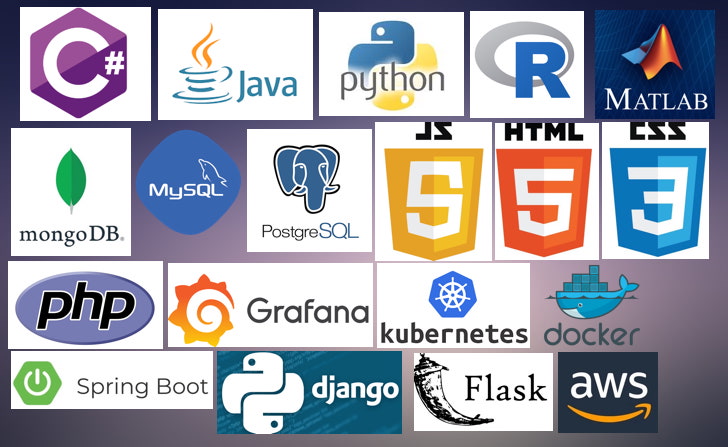 C#
Java
python
R
MATLAB
mongoDB®
MySQL
PostgreSQL
JS
HTML
5
CSS
3
php
Grafana
kubernetes
docker
Spring Boot
django
Flask
aws